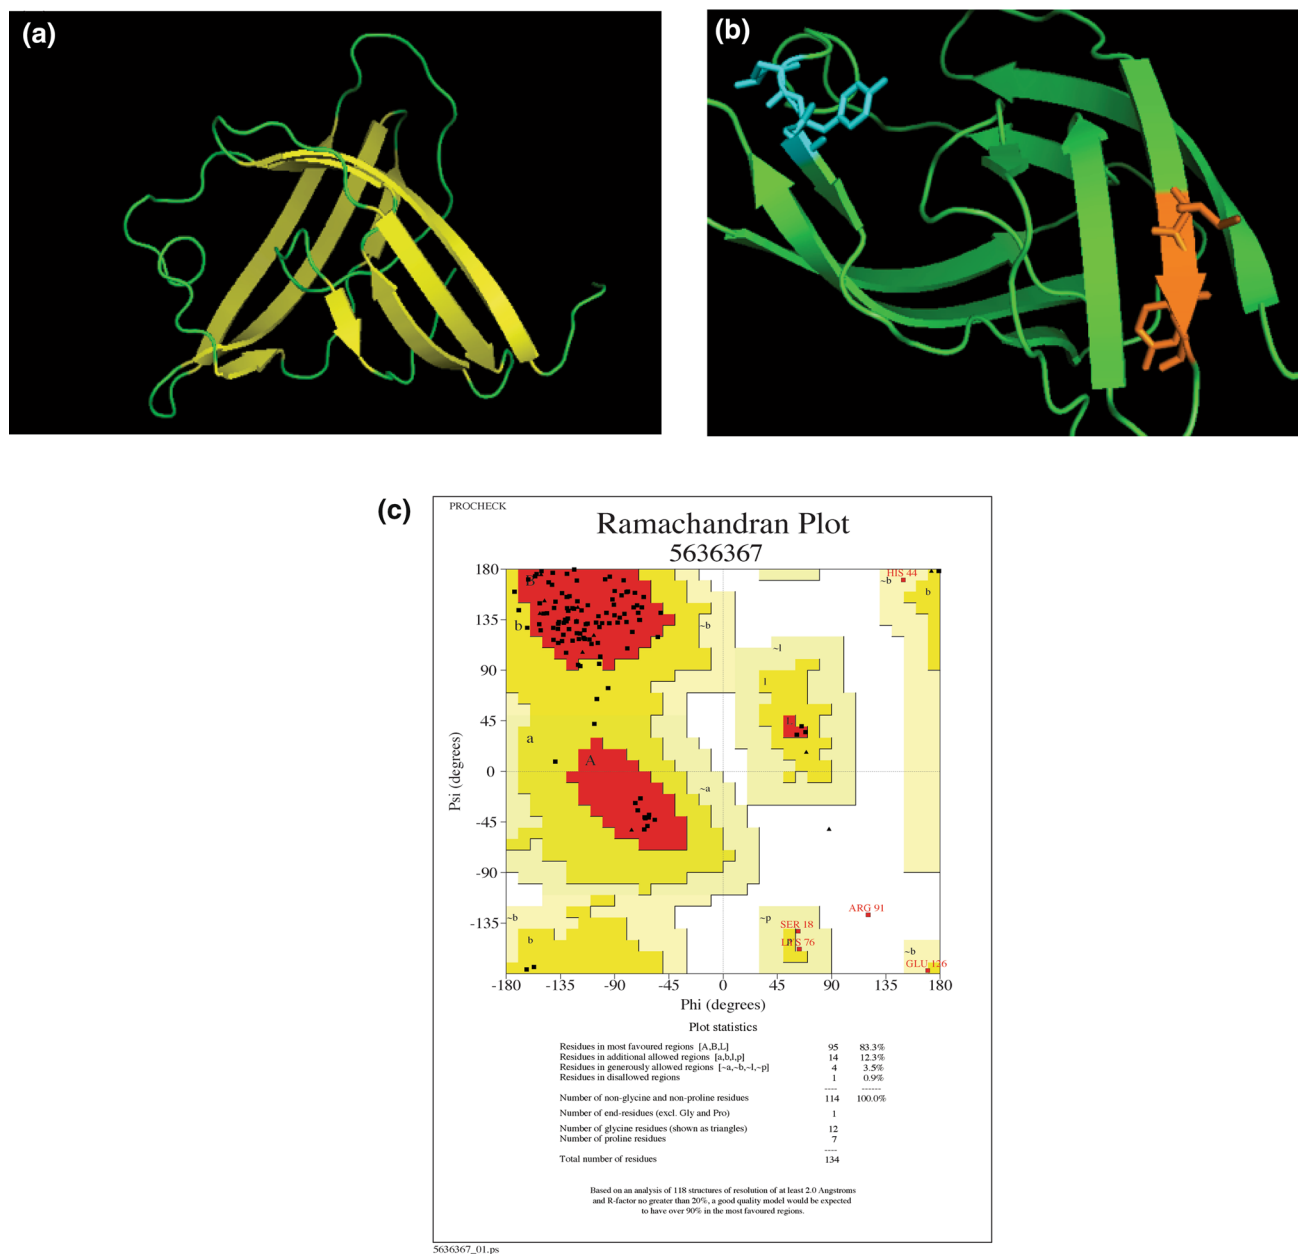 (a)
(b)
(c)
PROCHECK
Ramachandran Plot
5636367
180
135
90
45
0
-45
-90
-135
-180
-135
-90
-45
0
45
90
135
180
Psi (degrees)
Phi (degrees)
B
b
a
A
~b
~l
l
l
~a
~b
b
~b
b
~p
~b
HIS 44
ARG 91
SER 18
LYS 76
GLU 126
Plot statistics
Residues in most favoured regions [A,B,L] 95 83.3%
Residues in additional allowed regions [a,b,l,p] 14 12.3%
Residues in generously allowed regions [~a,~b,~l,~p] 4 3.5%
Residues in disallowed regions 1 0.9%
---- ------
Number of non-glycine and non-proline residues 114 100.0%
Number of end-residues (excl. Gly and Pro) 1
Number of glycine residues (shown as triangles) 12
Number of proline residues 7
----
Total number of residues 134
Based on an analysis of 118 structures of resolution of at least 2.0 Angstroms
and R-factor no greater than 20%, a good quality model would be expected
to have over 90% in the most favoured regions.
5636367_01.ps